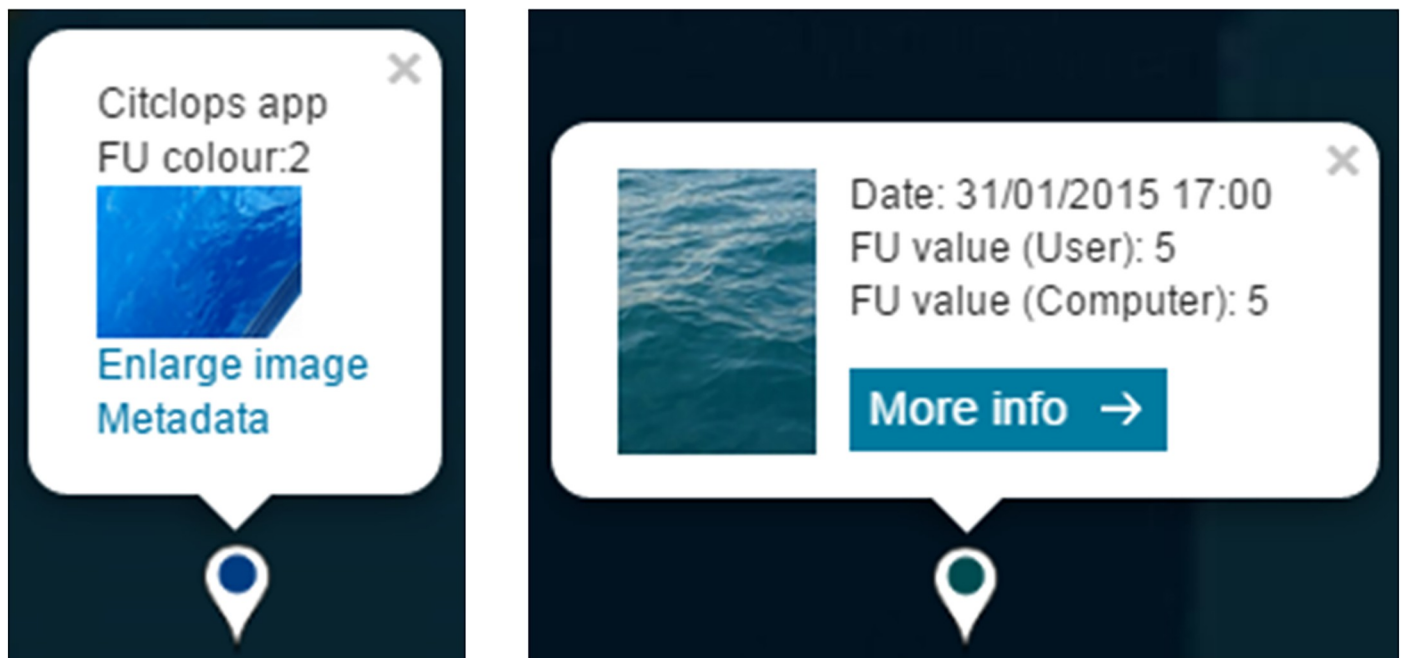 Citclops app
FU colour:2
Enlarge image
Metadata
Date: 31/01/2015 17:00
FU value (User): 5
FU value (Computer): 5
More info →